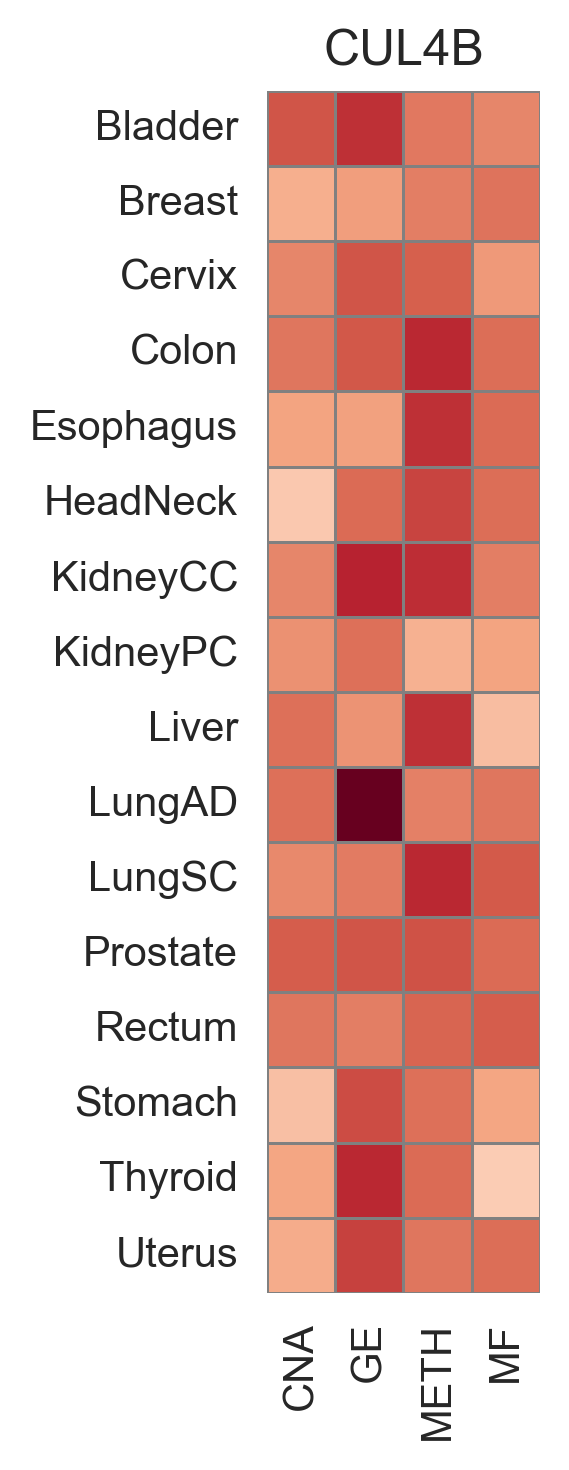 CUL4B
Bladder
Breast
Cervix
Colon
Esophagus
HeadNeck
KidneyCC
KidneyPC
Liver
LungAD
LungSC
Prostate
Rectum
Stomach
Thyroid
Uterus
CNA
GE
METH
MF